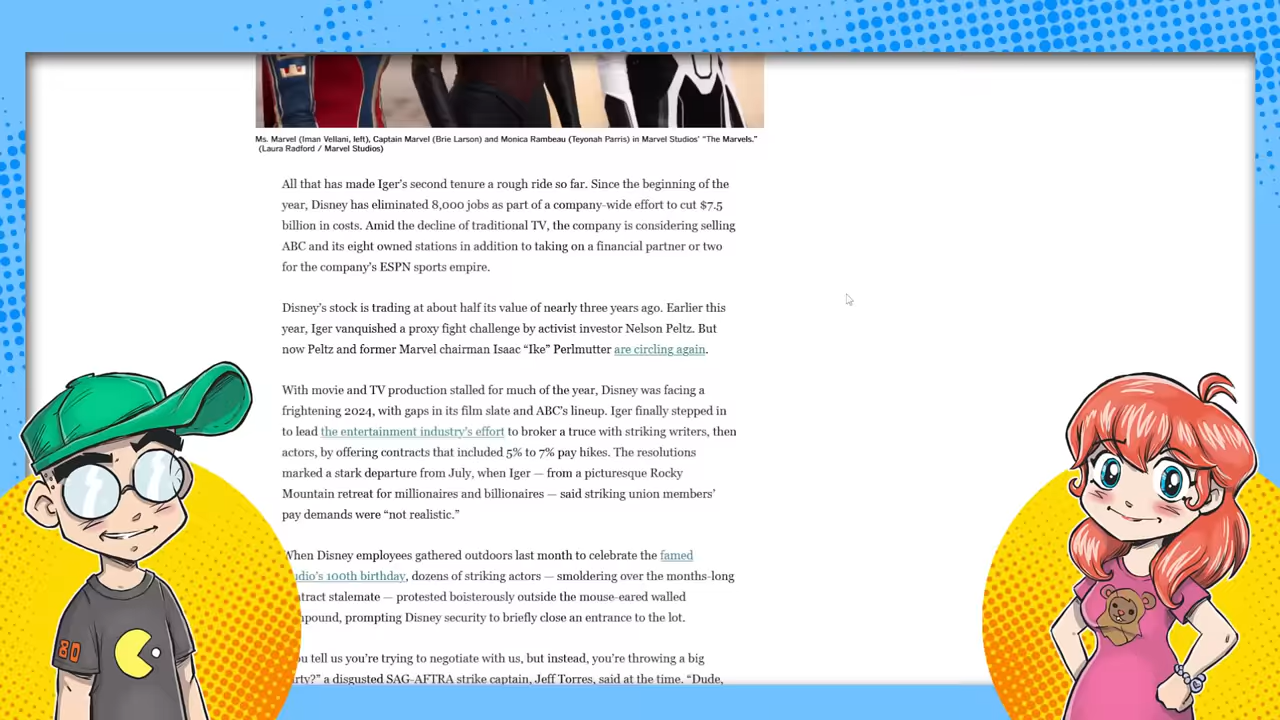 Ms. Marvel (Iman Vellani, left), Captain Marvel (Brie Larson) and Monica Rambeau (Teyonah Parris) in Marvel Studios' “The Marvels.”
(Laura Radford / Marvel Studios)
All that has made Iger’s second tenure a rough ride so far. Since the beginning of the
year, Disney has eliminated 8,000 jobs as part of a company-wide effort to cut $7.5
billion in costs. Amid the decline of traditional TV, the company is considering selling
ABC and its eight owned stations in addition to taking on a financial partner or two
for the company’s ESPN sports empire.
Disney’s stock is trading at about half its value of nearly three years ago. Earlier this
year, Iger vanquished a proxy fight challenge by activist investor Nelson Peltz. But
now Peltz and former Marvel chairman Isaac “Ike” Perlmutter are circling again.
With movie and TV production stalled for much of the year, Disney was facing a
frightening 2024, with gaps in its film slate and ABC’s lineup. Iger finally stepped in
to lead the entertainment industry’s effort to broker a truce with striking writers, then
actors, by offering contracts that included 5% to 7% pay hikes. The resolutions
marked a stark departure from July, when Iger — from a picturesque Rocky
Mountain retreat for millionaires and billionaires — said striking union members’
pay demands were “not realistic.”
When Disney employees gathered outdoors last month to celebrate the famed
udio’s 100th birthday, dozens of striking actors — smoldering over the months-long
ntract stalemate — protested boisterously outside the mouse-eared walled
mpound, prompting Disney security to briefly close an entrance to the lot.
ou tell us you’re trying to negotiate with us, but instead, you’re throwing a big
rty?” a disgusted SAG-AFTRA strike captain, Jeff Torres, said at the time. “Dude,
80